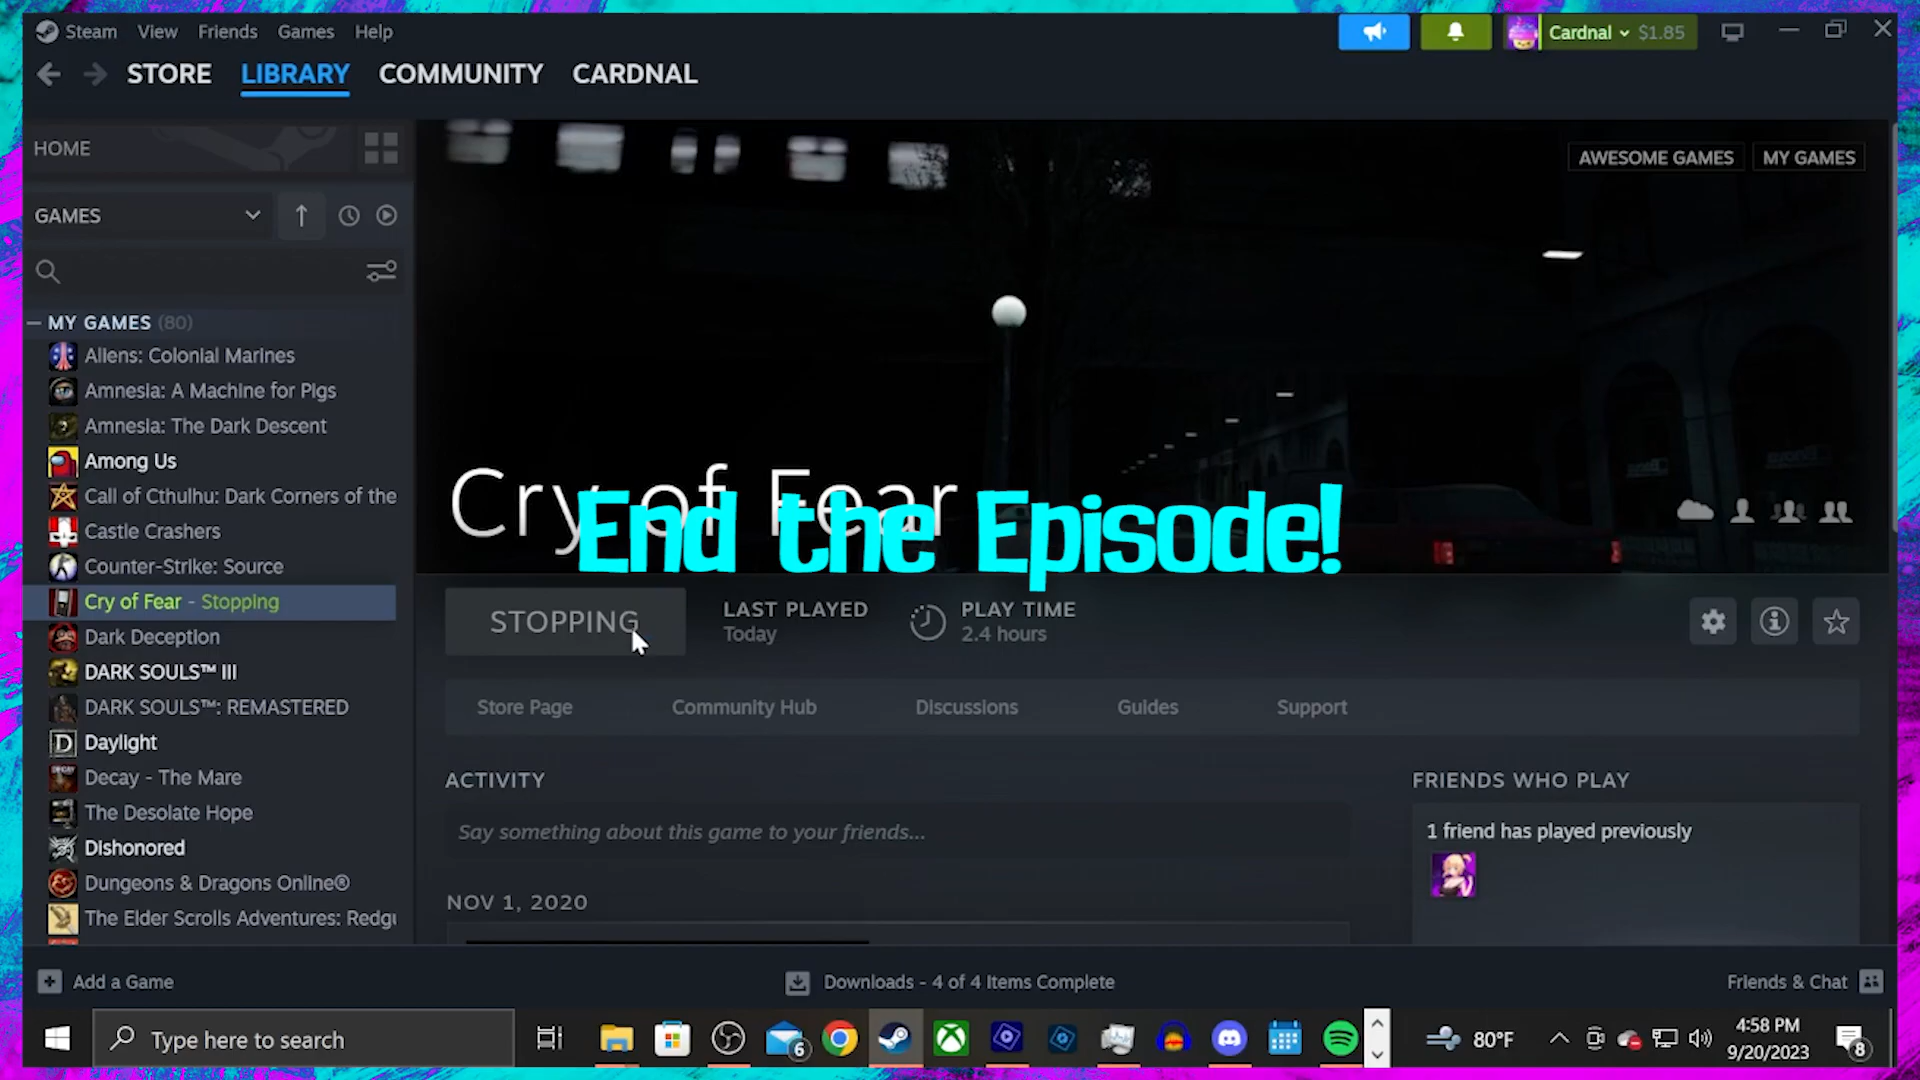 Steam View Friends Games Help
Cardnal $1.85
STORE LIBRARY COMMUNITY CARDNAL
HOME
AWESOME GAMES MY GAMES
GAMES
MY GAMES (80)
Aliens: Colonial Marines
Amnesia: A Machine for Pigs
Amnesia: The Dark Descent
Among Us
Call of Cthulhu: Dark Corners of the
Castle Crashers
Counter-Strike: Source
Cry of Fear - Stopping
Dark Deception
DARK SOULS™ III
DARK SOULS™: REMASTERED
Daylight
Decay - The Mare
The Desolate Hope
Dishonored
Dungeons & Dragons Online®
The Elder Scrolls Adventures: Redgu
Cry of Fear
End the Episode!
STOPPING
LAST PLAYED
Today
PLAY TIME
2.4 hours
Store Page Community Hub Discussions Guides Support
ACTIVITY
Say something about this game to your friends...
NOV 1, 2020
FRIENDS WHO PLAY
1 friend has played previously
Add a Game
Downloads - 4 of 4 Items Complete
Friends & Chat
Type here to search
6
80°F
4:58 PM
9/20/2023
8